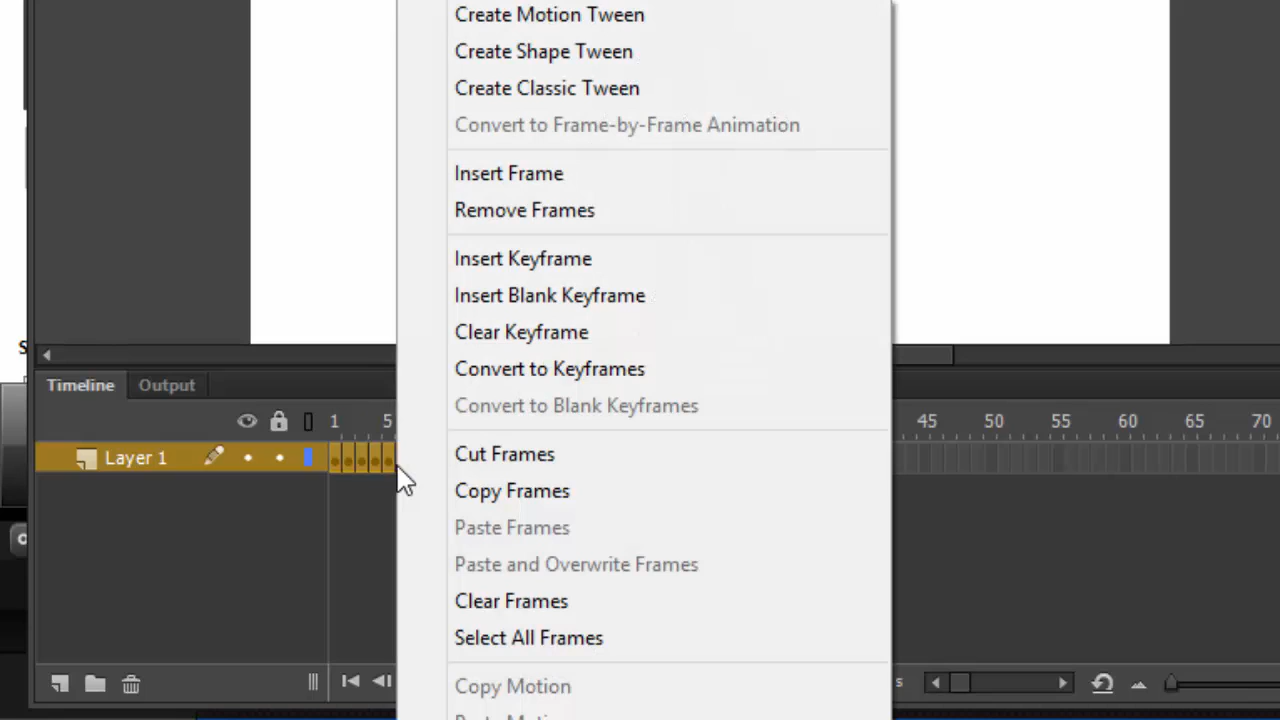 Create Motion Tween
Create Shape Tween
Create Classic Tween
Convert to Frame-by-Frame Animation
Insert Frame
Remove Frames
Insert Keyframe
Insert Blank Keyframe
Clear Keyframe
Convert to Keyframes
Convert to Blank Keyframes
Cut Frames
Copy Frames
Paste Frames
Paste and Overwrite Frames
Clear Frames
Select All Frames
Copy Motion
Timeline Output
1 5 45 50 55 60 65 70
Layer 1